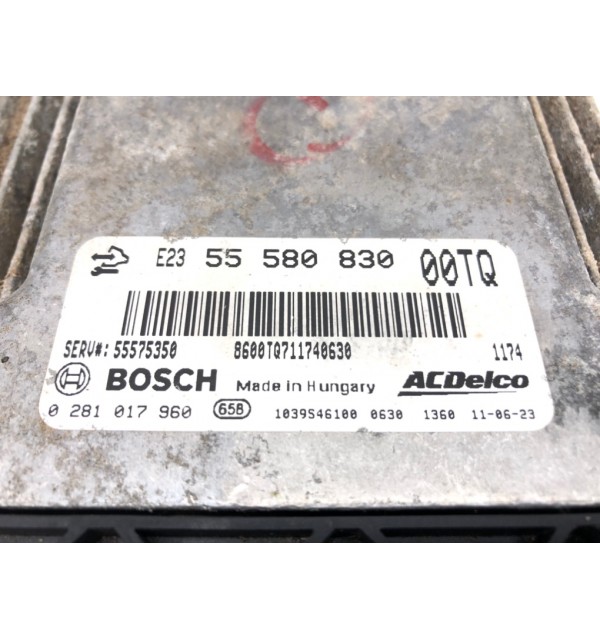 E23 55 580 830 00TQ
SERV#: 55575350 8600TQ711740630 1174
BOSCH Made in Hungary ACDelco
0 281 017 960 658 1039S46100 0630 1360 11-06-23